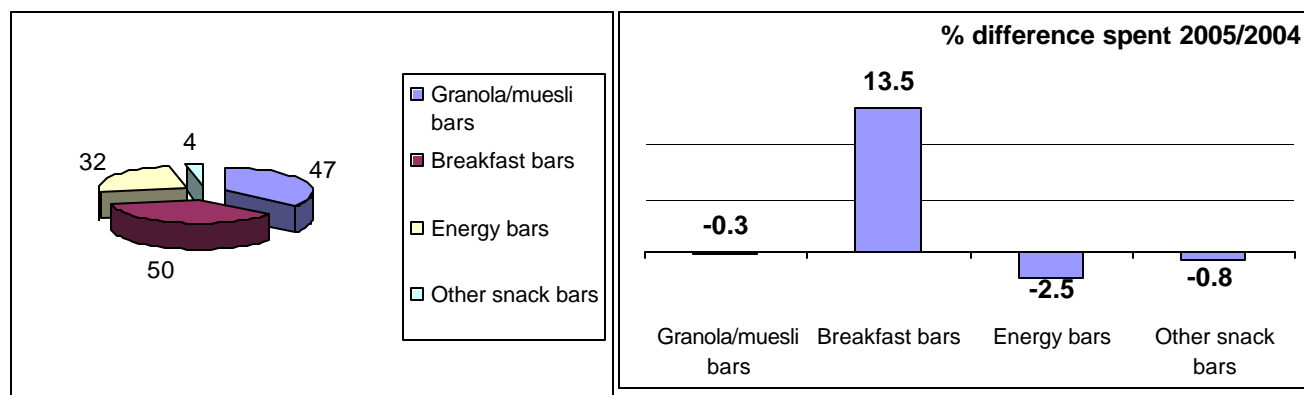 4
32
47
50
Granola/muesli
bars
Breakfast bars
Energy bars
Other snack bars
% difference spent 2005/2004
13.5
-0.3
-2.5
-0.8
Granola/muesli
bars
Breakfast bars
Energy bars
Other snack
bars